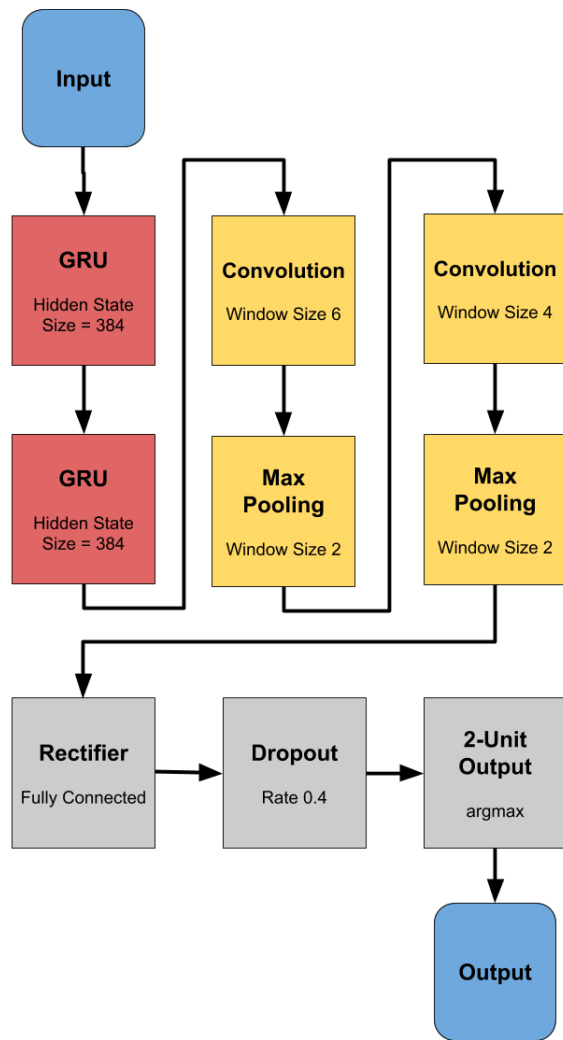 Input
GRU
Hidden State
Size = 384
GRU
Hidden State
Size = 384
Convolution
Window Size 6
Max
Pooling
Window Size 2
Convolution
Window Size 4
Max
Pooling
Window Size 2
Rectifier
Fully Connected
Dropout
Rate 0.4
2-Unit
Output
argmax
Output